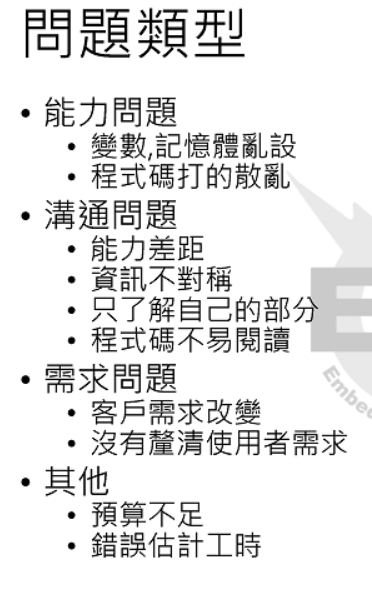 問題類型
• 能力問題
• 變數,記憶體亂設
• 程式碼打的散亂
• 溝通問題
• 能力差距
• 資訊不對稱
• 只了解自己的部分
• 程式碼不易閱讀
• 需求問題
• 客戶需求改變
• 沒有釐清使用者需求
• 其他
• 預算不足
• 錯誤估計工時